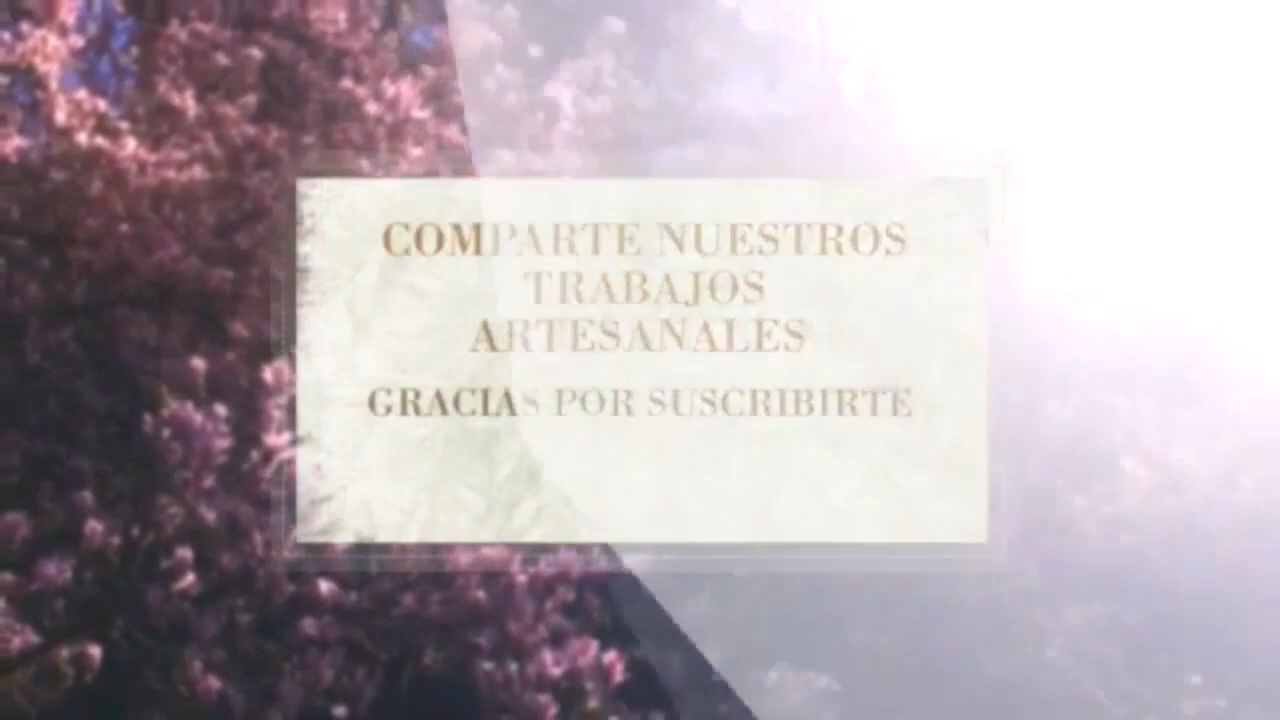 COMPARTE NUESTROS
TRABAJOS
ARTESANALES
GRACIAS POR SUSCRIBIRTE